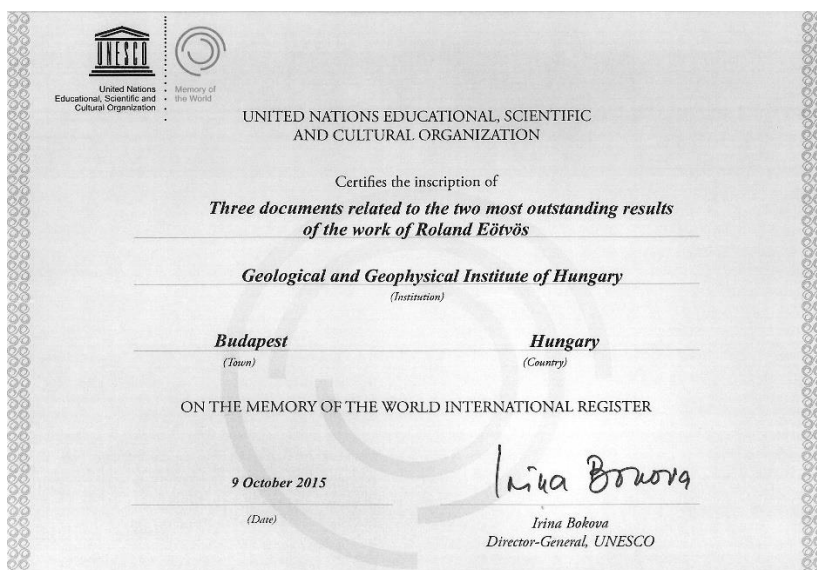 UNESCO
United Nations
Educational, Scientific and
Cultural Organization
Memory of
the World
UNITED NATIONS EDUCATIONAL, SCIENTIFIC
AND CULTURAL ORGANIZATION
Certifies the inscription of
Three documents related to the two most outstanding results
of the work of Roland Eötvös
Geological and Geophysical Institute of Hungary
(Institution)
Budapest
Hungary
(Town)
(Country)
ON THE MEMORY OF THE WORLD INTERNATIONAL REGISTER
Irina Bokova
9 October 2015
(Date)
Irina Bokova
Director-General, UNESCO